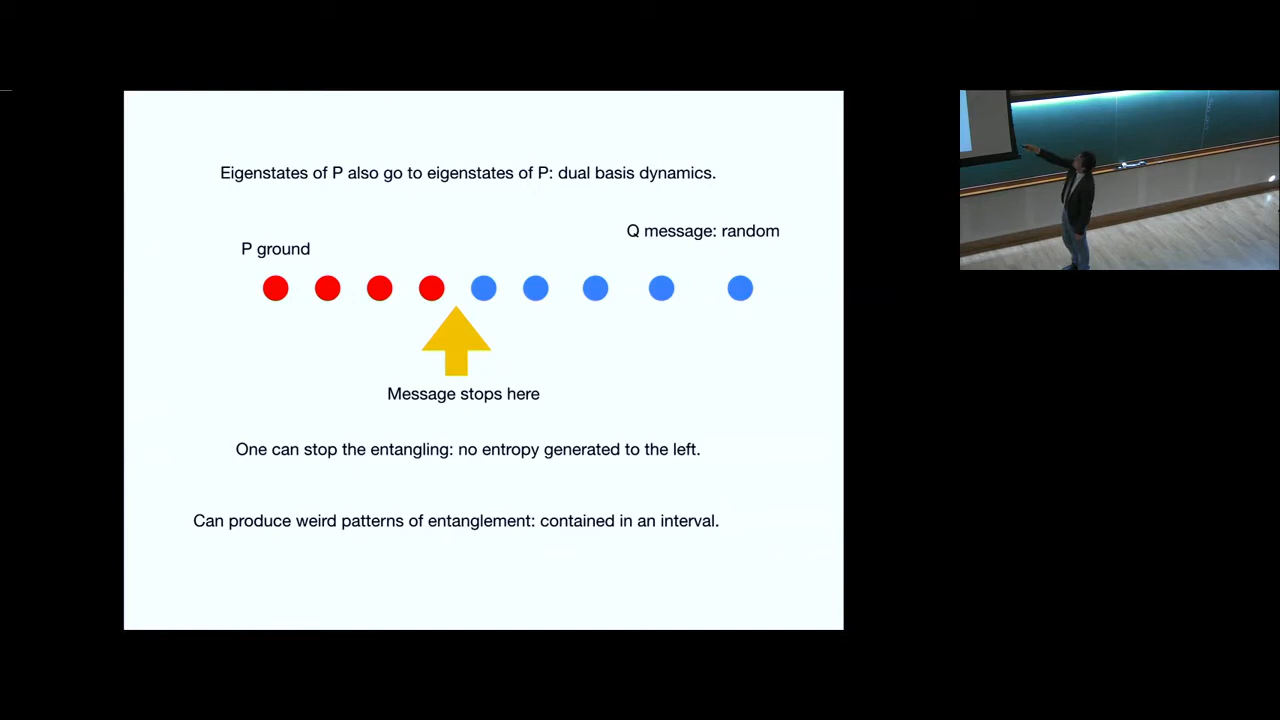 Eigenstates of P also go to eigenstates of P: dual basis dynamics.
Q message: random
P ground
Message stops here
One can stop the entangling: no entropy generated to the left.
Can produce weird patterns of entanglement: contained in an interval.